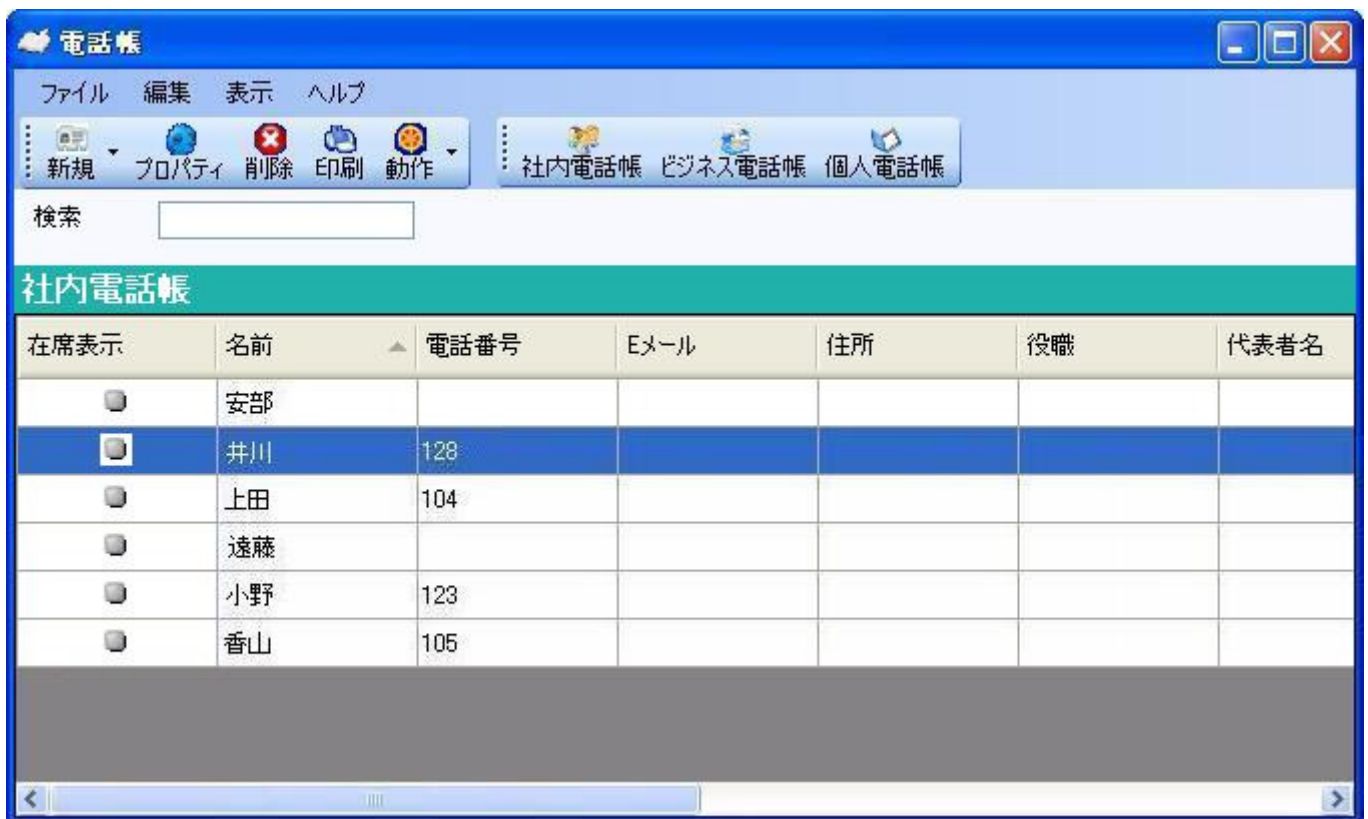 電話帳
ファイル 編集 表示 ヘルプ
新規 プロパティ 削除 印刷 動作 社内電話帳 ビジネス電話帳 個人電話帳
検索
社内電話帳
在席表示 名前 電話番号 Eメール 住所 役職 代表者名
安部
井川 128
上田 104
遠藤
小野 123
香山 105